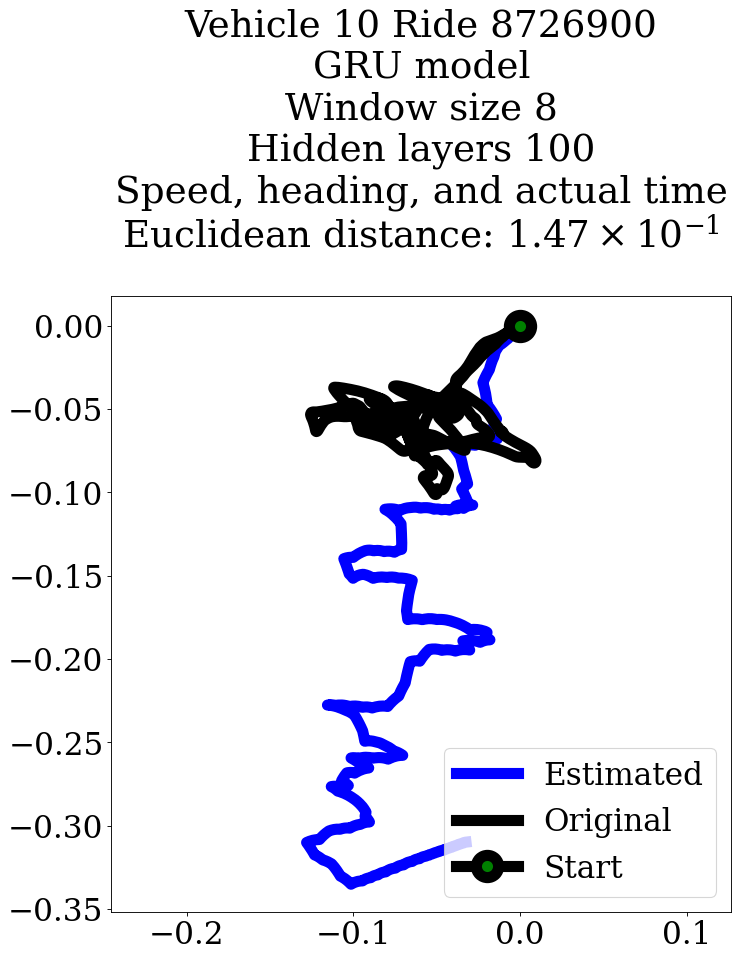 Vehicle 10 Ride 8726900
GRU model
Window size 8
Hidden layers 100
Speed, heading, and actual time
Euclidean distance: 1.47 × 10⁻¹
0.00
−0.05
−0.10
−0.15
−0.20
−0.25
−0.30
−0.35
Estimated
Original
Start
−0.2 −0.1 0.0 0.1